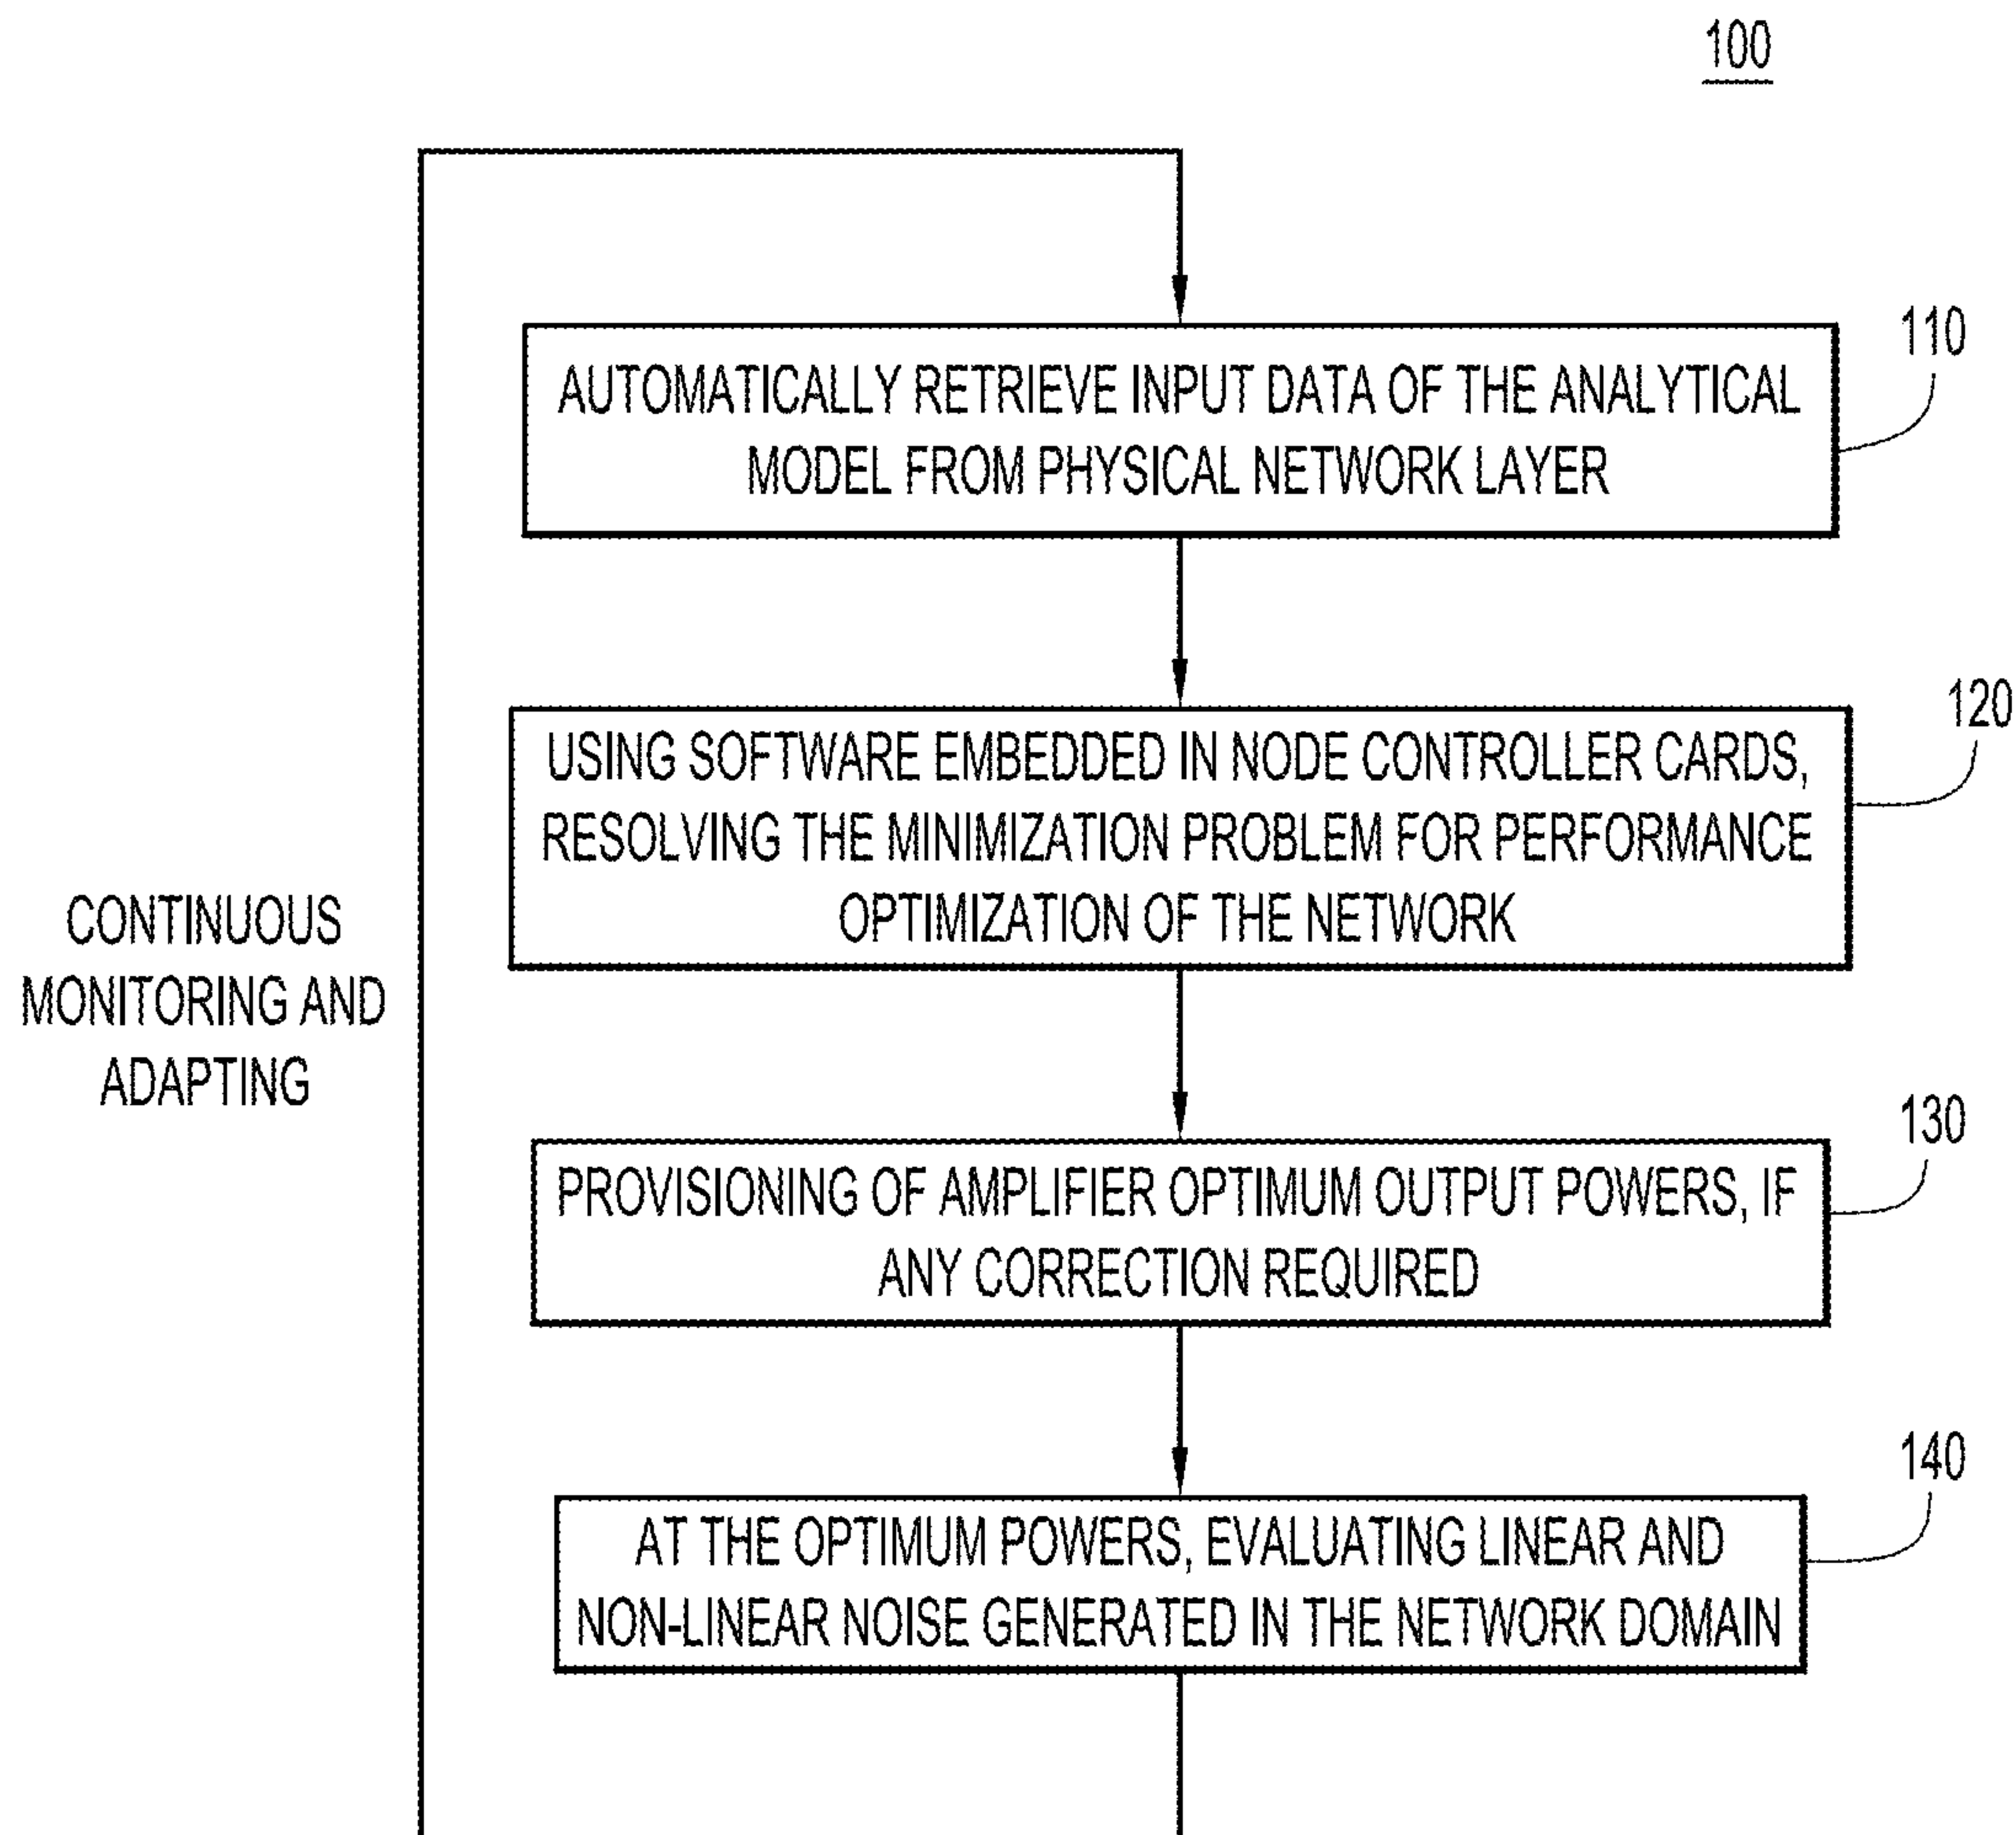 100
110
AUTOMATICALLY RETRIEVE INPUT DATA OF THE ANALYTICAL
MODEL FROM PHYSICAL NETWORK LAYER
120
USING SOFTWARE EMBEDDED IN NODE CONTROLLER CARDS,
RESOLVING THE MINIMIZATION PROBLEM FOR PERFORMANCE
OPTIMIZATION OF THE NETWORK
CONTINUOUS
MONITORING AND
ADAPTING
130
PROVISIONING OF AMPLIFIER OPTIMUM OUTPUT POWERS, IF
ANY CORRECTION REQUIRED
140
AT THE OPTIMUM POWERS, EVALUATING LINEAR AND
NON-LINEAR NOISE GENERATED IN THE NETWORK DOMAIN